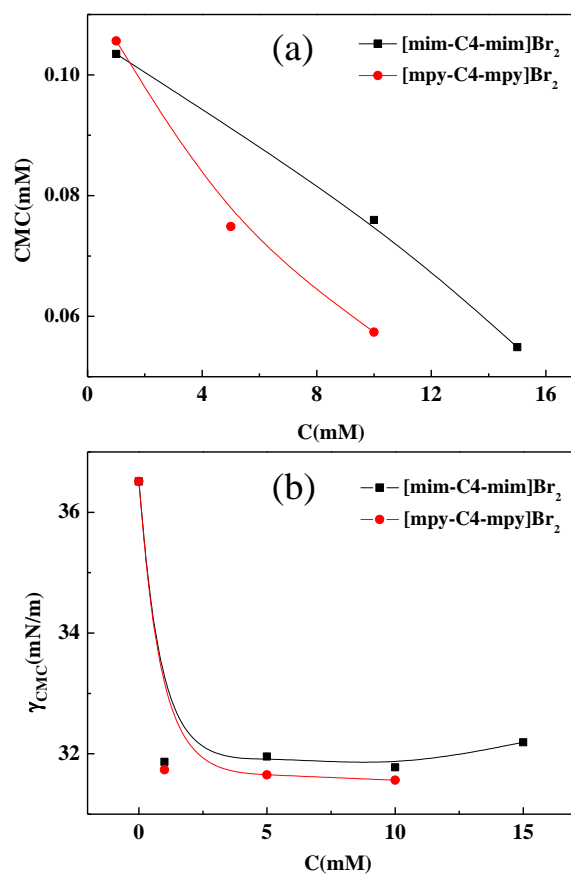 (a)
[mim-C4-mim]Br₂
[mpy-C4-mpy]Br₂
0.10
0.08
0.06
CMC(mM)
0 4 8 12 16
C(mM)
(b)
[mim-C4-mim]Br₂
[mpy-C4-mpy]Br₂
36
34
32
γCMC(mN/m)
0 5 10 15
C(mM)